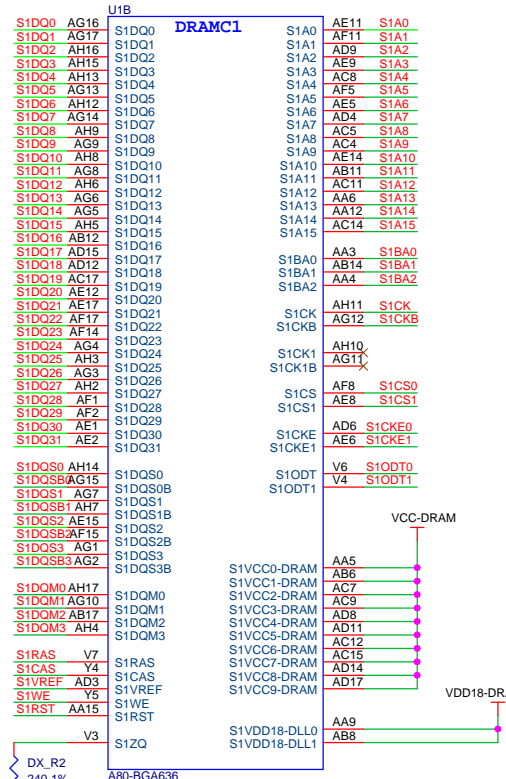 U1B
DRAMC1
S1DQ0 AG16 S1DQ0 S1A0 AE11 S1A0
S1DQ1 AG17 S1DQ1 S1A1 AF11 S1A1
S1DQ2 AH16 S1DQ2 S1A2 AD9 S1A2
S1DQ3 AH15 S1DQ3 S1A3 AE9 S1A3
S1DQ4 AH13 S1DQ4 S1A4 AC8 S1A4
S1DQ5 AG13 S1DQ5 S1A5 AF5 S1A5
S1DQ6 AH12 S1DQ6 S1A6 AE5 S1A6
S1DQ7 AG14 S1DQ7 S1A7 AD4 S1A7
S1DQ8 AH9 S1DQ8 S1A8 AC5 S1A8
S1DQ9 AG9 S1DQ9 S1A9 AC4 S1A9
S1DQ10 AH8 S1DQ10 S1A10 AE14 S1A10
S1DQ11 AG8 S1DQ11 S1A11 AB11 S1A11
S1DQ12 AH6 S1DQ12 S1A12 AC11 S1A12
S1DQ13 AG6 S1DQ13 S1A13 AA6 S1A13
S1DQ14 AG5 S1DQ14 S1A14 AA12 S1A14
S1DQ15 AH5 S1DQ15 S1A15 AC14 S1A15
S1DQ16 AB12 S1DQ16
S1DQ17 AD15 S1DQ17 S1BA0 AA3 S1BA0
S1DQ18 AD12 S1DQ18 S1BA1 AB14 S1BA1
S1DQ19 AC17 S1DQ19 S1BA2 AA4 S1BA2
S1DQ20 AE12 S1DQ20
S1DQ21 AE17 S1DQ21 S1CK AH11 S1CK
S1DQ22 AF17 S1DQ22 S1CKB AG12 S1CKB
S1DQ23 AF14 S1DQ23
S1DQ24 AG4 S1DQ24 S1CK1 AH10
S1DQ25 AH3 S1DQ25 S1CK1B AG11
S1DQ26 AG3 S1DQ26
S1DQ27 AH2 S1DQ27 S1CS AF8 S1CS0
S1DQ28 AF1 S1DQ28 S1CS1 AE8 S1CS1
S1DQ29 AF2 S1DQ29
S1DQ30 AE1 S1DQ30 S1CKE AD6 S1CKE0
S1DQ31 AE2 S1DQ31 S1CKE1 AE6 S1CKE1
S1DQS0 AH14 S1DQS0 S1ODT V6 S1ODT0
S1DQSB0 AG15 S1DQS0B S1ODT1 V4 S1ODT1
S1DQS1 AG7 S1DQS1
S1DQSB1 AH7 S1DQS1B
S1DQS2 AE15 S1DQS2
VCC-DRAM
S1DQSB2 AF15 S1DQS2B
S1DQS3 AG1 S1DQS3
S1DQSB3 AG2 S1DQS3B S1VCC0-DRAM AA5
S1VCC1-DRAM AB6
S1DQM0 AH17 S1DQM0 S1VCC2-DRAM AC7
S1DQM1 AG10 S1DQM1 S1VCC3-DRAM AC9
S1DQM2 AB17 S1DQM2 S1VCC4-DRAM AD8
S1DQM3 AH4 S1DQM3 S1VCC5-DRAM AD11
S1VCC6-DRAM AC12
S1RAS V7 S1RAS S1VCC7-DRAM AC15
S1CAS Y4 S1CAS S1VCC8-DRAM AD14
S1VREF AD3 S1VREF S1VCC9-DRAM AD17
S1WE Y5 S1WE
VDD18-DRA
S1RST AA15 S1RST
S1VDD18-DLL0 AA9
V3 S1ZQ S1VDD18-DLL1 AB8
DX_R2
A80-BGA636
240 1%